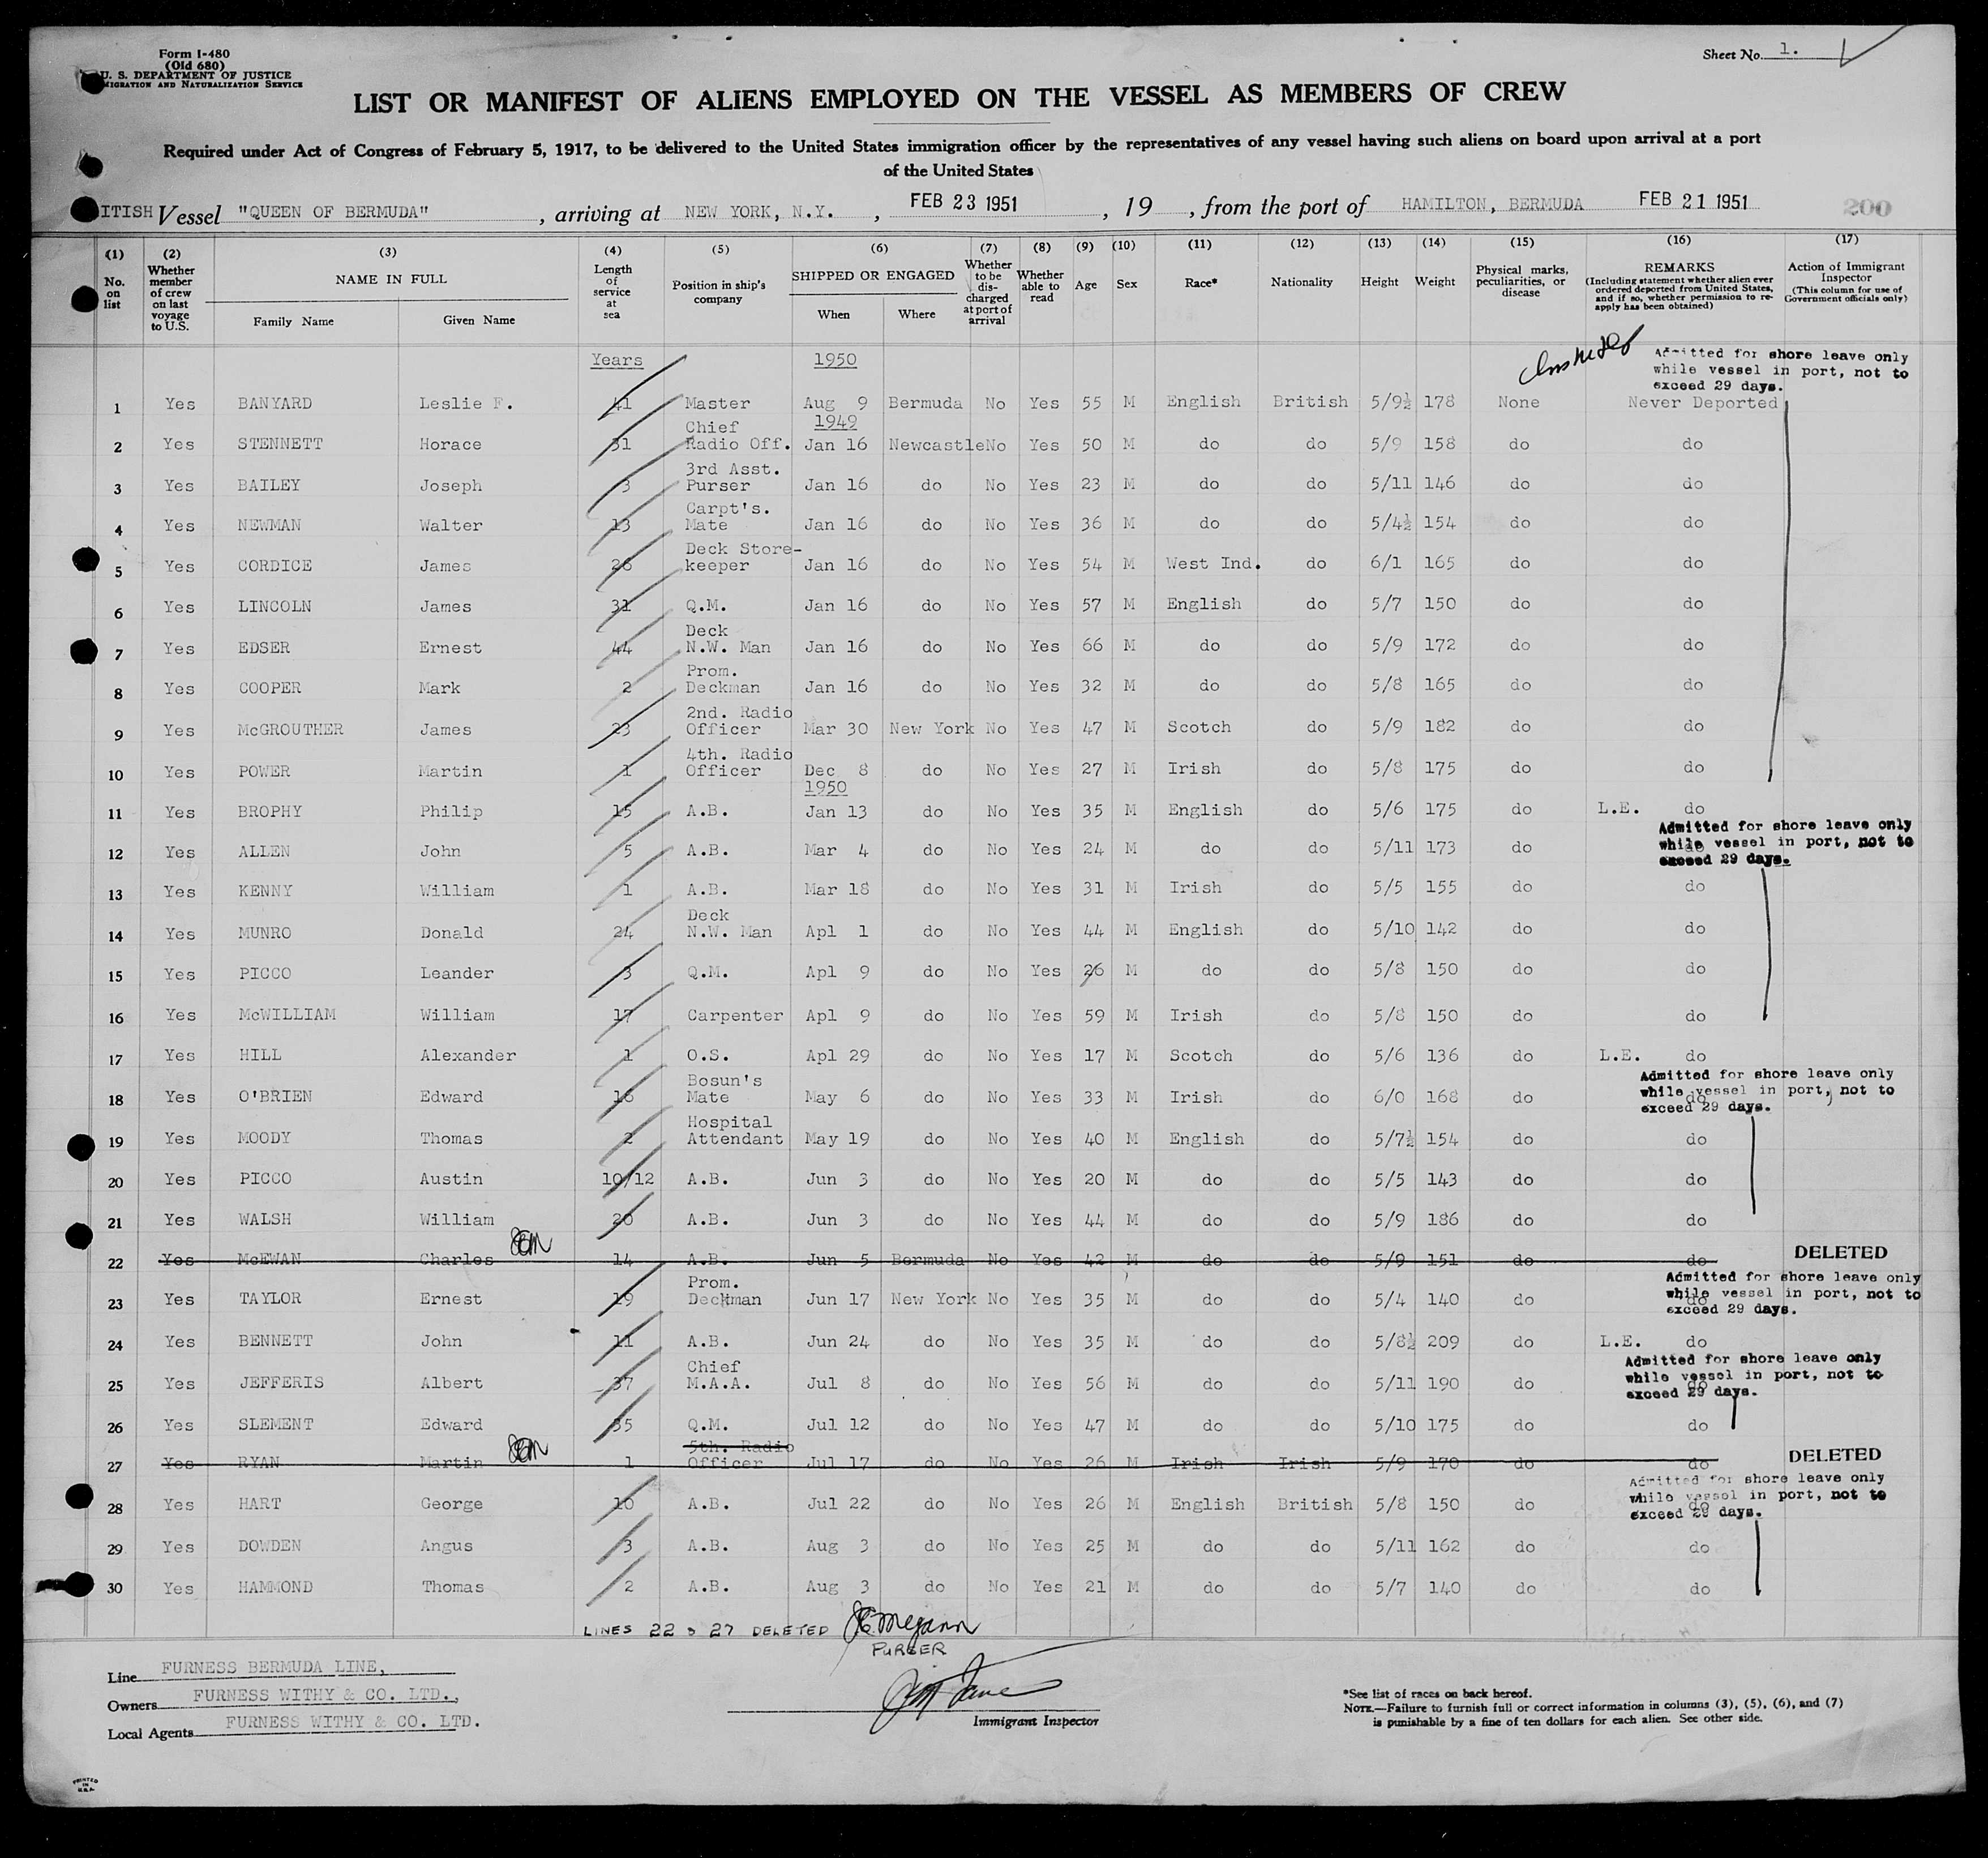 Form I-480
(Old 680)
U. S. DEPARTMENT OF JUSTICE
MIGRATION AND NATURALIZATION SERVICE
Sheet No. 1.
LIST OR MANIFEST OF ALIENS EMPLOYED ON THE VESSEL AS MEMBERS OF CREW
Required under Act of Congress of February 5, 1917, to be delivered to the United States immigration officer by the representatives of any vessel having such aliens on board upon arrival at a port
of the United States
ITISH Vessel "QUEEN OF BERMUDA", arriving at NEW YORK, N.Y., FEB 23 1951, 19 , from the port of HAMILTON, BERMUDA FEB 21 1951 200
(1) (2) (3) (4) (5) (6) (7) (8) (9) (10) (11) (12) (13) (14) (15) (16) (17)
No. on list
Whether member of crew on last voyage to U.S.
NAME IN FULL
Family Name Given Name
Length of service at sea
Position in ship's company
SHIPPED OR ENGAGED
When Where
Whether to be discharged at port of arrival
Whether able to read
Age
Sex
Race*
Nationality
Height
Weight
Physical marks, peculiarities, or disease
REMARKS
(Including statement whether alien ever ordered deported from United States, and if so, whether permission to re-apply has been obtained)
Action of Immigrant Inspector
(This column for use of Government officials only)
Years 1950
Admitted for shore leave only
while vessel in port, not to
exceed 29 days.
1 Yes BANYARD Leslie F. 41 Master Aug 9 Bermuda No Yes 55 M English British 5/9½ 178 None Never Deported
1949
2 Yes STENNETT Horace 31 Chief Radio Off. Jan 16 Newcastle No Yes 50 M do do 5/9 158 do do
3 Yes BAILEY Joseph 3 3rd Asst. Purser Jan 16 do No Yes 23 M do do 5/11 146 do do
4 Yes NEWMAN Walter 13 Carpt's. Mate Jan 16 do No Yes 36 M do do 5/4½ 154 do do
5 Yes CORDICE James 26 Deck Store-keeper Jan 16 do No Yes 54 M West Ind. do 6/1 165 do do
6 Yes LINCOLN James 31 Q.M. Jan 16 do No Yes 57 M English do 5/7 150 do do
7 Yes EDSER Ernest 44 Deck N.W. Man Jan 16 do No Yes 66 M do do 5/9 172 do do
8 Yes COOPER Mark 2 Prom. Deckman Jan 16 do No Yes 32 M do do 5/8 165 do do
9 Yes McGROUTHER James 23 2nd. Radio Officer Mar 30 New York No Yes 47 M Scotch do 5/9 182 do do
10 Yes POWER Martin 1 4th. Radio Officer Dec 8 do No Yes 27 M Irish do 5/8 175 do do
1950
11 Yes BROPHY Philip 15 A.B. Jan 13 do No Yes 35 M English do 5/6 175 do L.E. do
Admitted for shore leave only
while vessel in port, not to
exceed 29 days.
12 Yes ALLEN John 5 A.B. Mar 4 do No Yes 24 M do do 5/11 173 do do
13 Yes KENNY William 1 A.B. Mar 18 do No Yes 31 M Irish do 5/5 155 do do
14 Yes MUNRO Donald 24 Deck N.W. Man Apl 1 do No Yes 44 M English do 5/10 142 do do
15 Yes PICCO Leander 3 Q.M. Apl 9 do No Yes 26 M do do 5/8 150 do do
16 Yes McWILLIAM William 17 Carpenter Apl 9 do No Yes 59 M Irish do 5/8 150 do do
17 Yes HILL Alexander 1 O.S. Apl 29 do No Yes 17 M Scotch do 5/6 136 do L.E. do
Admitted for shore leave only
while vessel in port, not to
exceed 29 days.
18 Yes O'BRIEN Edward 16 Bosun's Mate May 6 do No Yes 33 M Irish do 6/0 168 do do
19 Yes MOODY Thomas 2 Hospital Attendant May 19 do No Yes 40 M English do 5/7½ 154 do do
20 Yes PICCO Austin 10/12 A.B. Jun 3 do No Yes 20 M do do 5/5 143 do do
21 Yes WALSH William 20 A.B. Jun 3 do No Yes 44 M do do 5/9 186 do do
22 Yes McEWAN Charles 14 A.B. Jun 5 Bermuda No Yes 42 M do do 5/9 151 do do DELETED
Admitted for shore leave only
while vessel in port, not to
exceed 29 days.
23 Yes TAYLOR Ernest 19 Prom. Deckman Jun 17 New York No Yes 35 M do do 5/4 140 do do
24 Yes BENNETT John 11 A.B. Jun 24 do No Yes 35 M do do 5/8½ 209 do L.E. do
Admitted for shore leave only
while vessel in port, not to
exceed 29 days.
25 Yes JEFFERIS Albert 37 Chief M.A.A. Jul 8 do No Yes 56 M do do 5/11 190 do do
26 Yes SLEMENT Edward 35 Q.M. Jul 12 do No Yes 47 M do do 5/10 175 do do
27 Yes RYAN Martin 1 5th. Radio Officer Jul 17 do No Yes 26 M Irish Irish 5/9 170 do do DELETED
Admitted for shore leave only
while vessel in port, not to
exceed 29 days.
28 Yes HART George 10 A.B. Jul 22 do No Yes 26 M English British 5/8 150 do do
29 Yes DOWDEN Angus 3 A.B. Aug 3 do No Yes 25 M do do 5/11 162 do do
30 Yes HAMMOND Thomas 2 A.B. Aug 3 do No Yes 21 M do do 5/7 140 do do
LINES 22 & 27 DELETED
PURSER
Line FURNESS BERMUDA LINE,
Owners FURNESS WITHY & CO. LTD.,
Local Agents FURNESS WITHY & CO. LTD.
Immigrant Inspector
*See list of races on back hereof.
NOTE.—Failure to furnish full or correct information in columns (3), (5), (6), and (7)
is punishable by a fine of ten dollars for each alien. See other side.
PRINTED
IN
U.S.A.